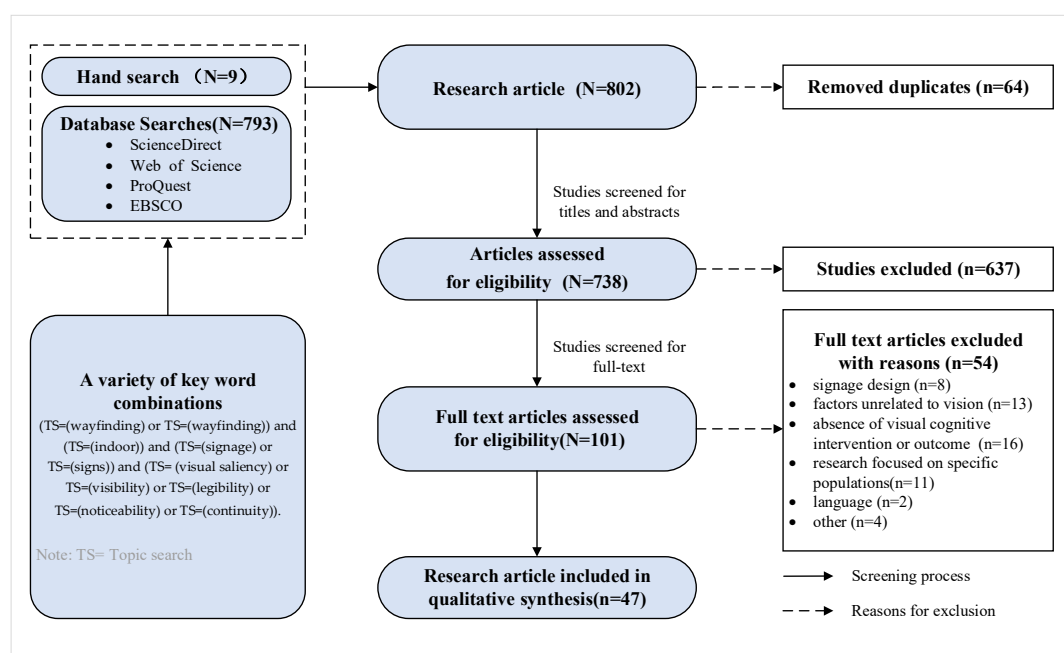 Hand search （N=9）
Database Searches(N=793)
• ScienceDirect
• Web of Science
• ProQuest
• EBSCO
A variety of key word
combinations
(TS=(wayfinding) or TS=(wayfinding)) and
(TS=(indoor)) and (TS=(signage) or
TS=(signs)) and (TS= (visual saliency) or
TS=(visibility) or TS=(legibility) or
TS=(noticeability) or TS=(continuity)).
Note: TS= Topic search
Research article (N=802)
Removed duplicates (n=64)
Studies screened for
titles and abstracts
Articles assessed
for eligibility (N=738)
Studies excluded (n=637)
Studies screened for
full-text
Full text articles assessed
for eligibility(N=101)
Full text articles excluded
with reasons (n=54)
• signage design (n=8)
• factors unrelated to vision (n=13)
• absence of visual cognitive
intervention or outcome (n=16)
• research focused on specific
populations(n=11)
• language (n=2)
• other (n=4)
Research article included in
qualitative synthesis(n=47)
Screening process
Reasons for exclusion